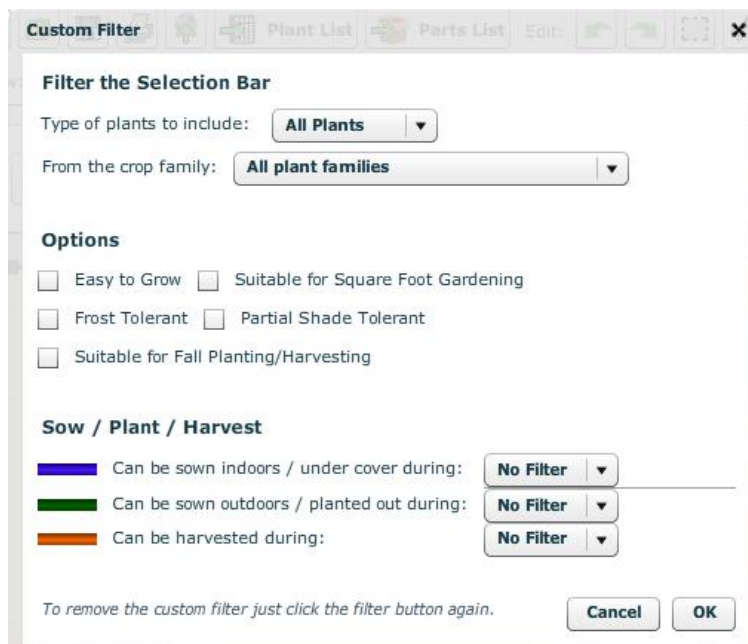 Custom Filter
Plant List
Parts List
Edit:
Filter the Selection Bar
Type of plants to include: All Plants
From the crop family: All plant families
Options
Easy to Grow Suitable for Square Foot Gardening
Frost Tolerant Partial Shade Tolerant
Suitable for Fall Planting/Harvesting
Sow / Plant / Harvest
Can be sown indoors / under cover during: No Filter
Can be sown outdoors / planted out during: No Filter
Can be harvested during: No Filter
To remove the custom filter just click the filter button again. Cancel OK